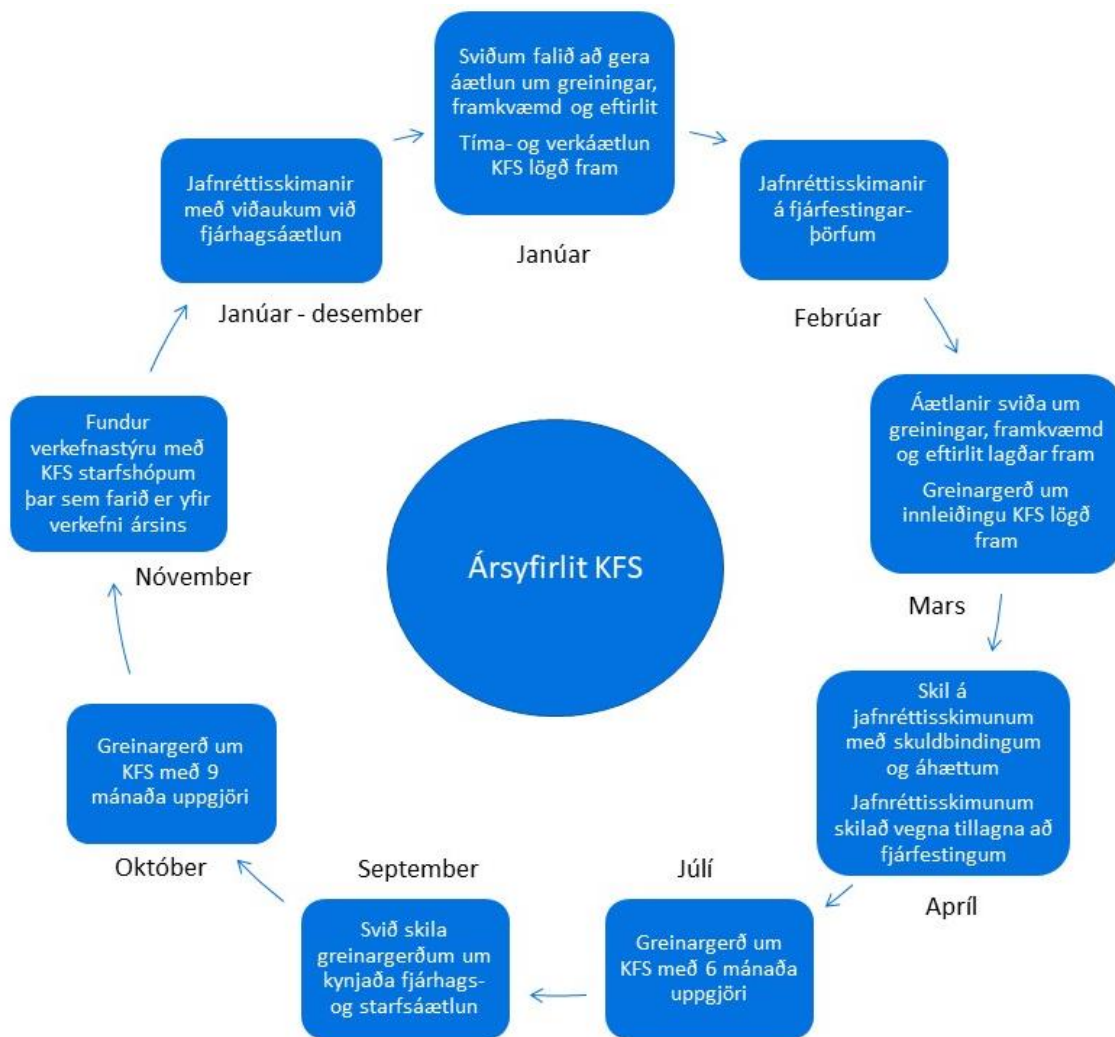 Sviðum falið að gera
áætlun um greiningar,
framkvæmd og eftirlit
Tíma- og verkáætlun
KFS lögð fram
Janúar
Jafnréttisskimanir
á fjárfestingar-
þörfum
Febrúar
Áætlanir sviða um
greiningar, framkvæmd
og eftirlit lagðar fram
Greinargerð um
innleiðingu KFS lögð
fram
Mars
Skil á
jafnréttisskimunum
með skuldbindingum
og áhættum
Jafnréttisskimunum
skilað vegna tillagna að
fjárfestingum
Apríl
Júlí
Greinargerð um
KFS með 6 mánaða
uppgjöri
September
Svið skila
greinargerðum um
kynjaða fjárhags-
og starfsáætlun
Greinargerð um
KFS með 9
mánaða uppgjöri
Október
Fundur
verkefnastýru með
KFS starfshópum
þar sem farið er yfir
verkefni ársins
Nóvember
Jafnréttisskimanir
með viðaukum við
fjárhagsáætlun
Janúar - desember
Ársyfirlit KFS